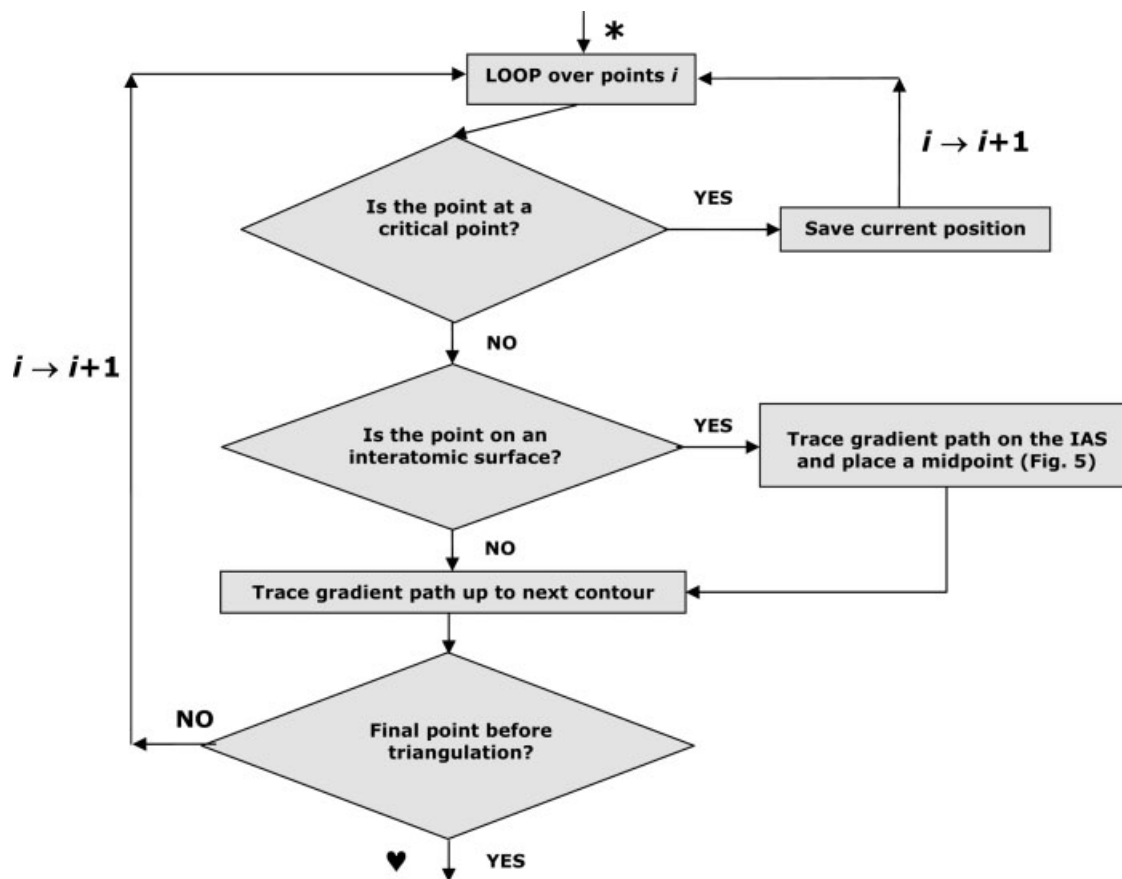 *
LOOP over points i
i → i+1
Is the point at a
critical point?
YES
Save current position
NO
i → i+1
Is the point on an
interatomic surface?
YES
Trace gradient path on the IAS
and place a midpoint (Fig. 5)
NO
Trace gradient path up to next contour
NO
Final point before
triangulation?
♥
YES